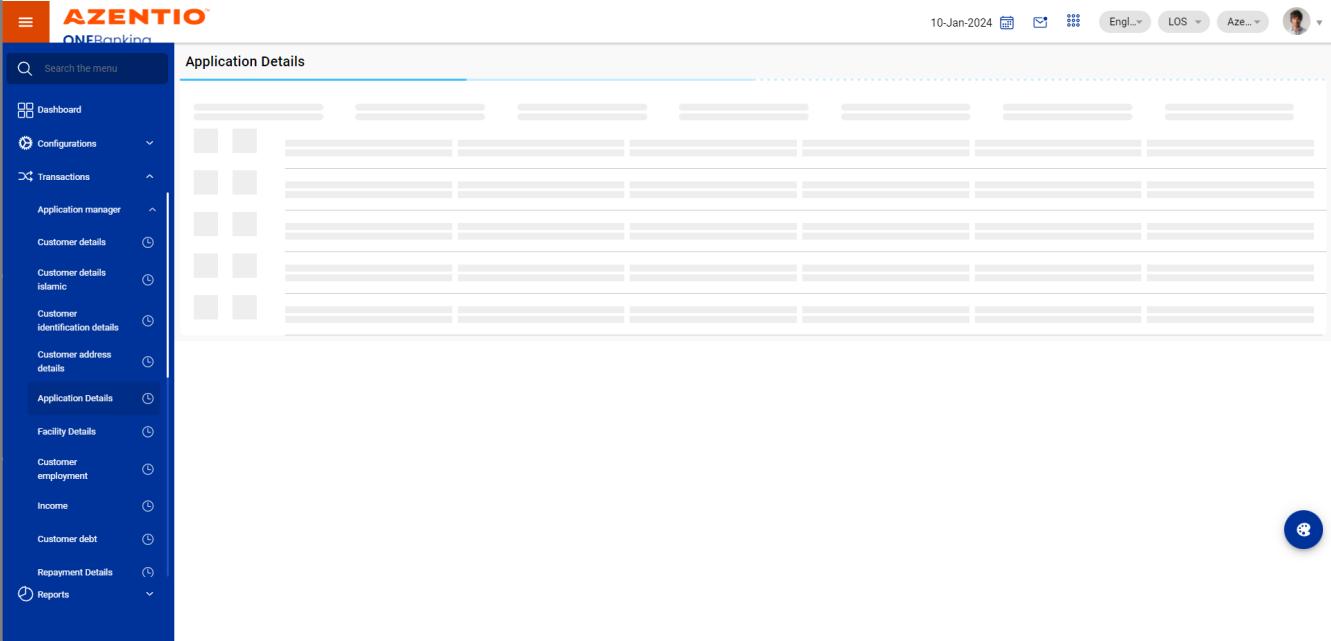 AZENTIO™
ONEBanking
10-Jan-2024
Engl...
LOS
Aze...
Search the menu
Application Details
Dashboard
Configurations
Transactions
Application manager
Customer details
Customer details
islamic
Customer
identification details
Customer address
details
Application Details
Facility Details
Customer
employment
Income
Customer debt
Repayment Details
Reports